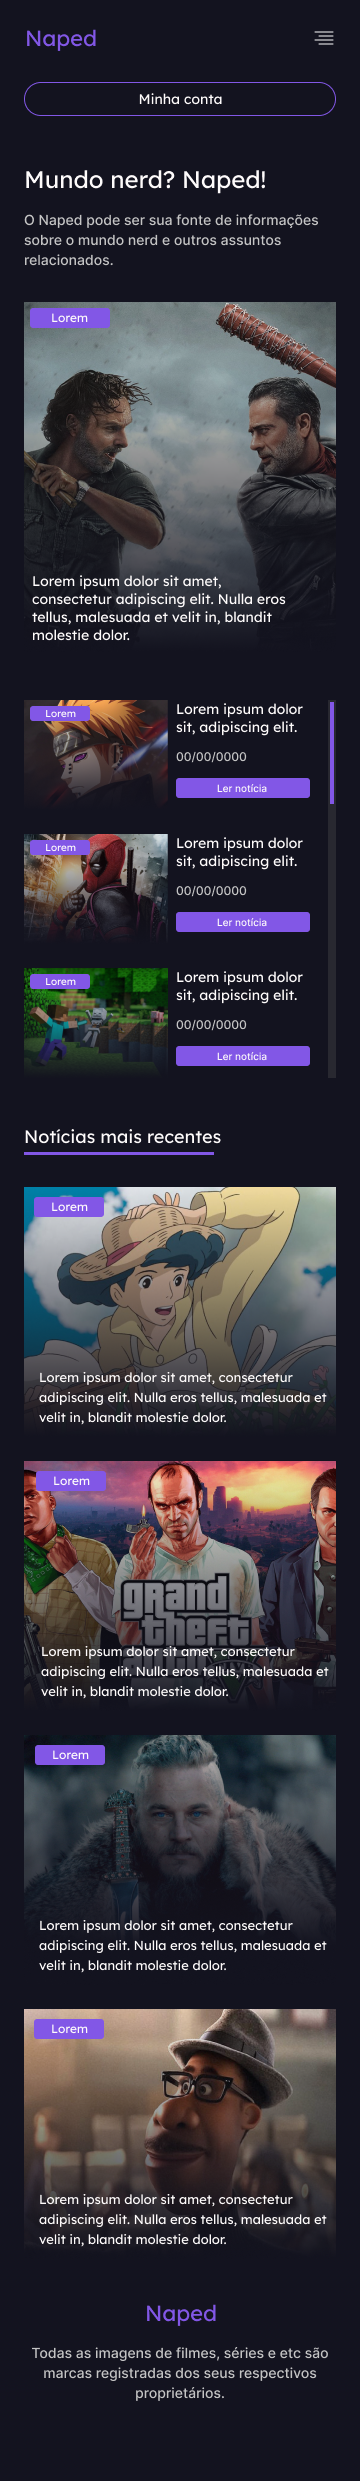 Naped
Minha conta
Mundo nerd? Naped!
O Naped pode ser sua fonte de informações
sobre o mundo nerd e outros assuntos
relacionados.
Lorem
Lorem ipsum dolor sit amet,
consectetur adipiscing elit. Nulla eros
tellus, malesuada et velit in, blandit
molestie dolor.
Lorem
Lorem ipsum dolor
sit, adipiscing elit.
00/00/0000
Ler notícia
Lorem
Lorem ipsum dolor
sit, adipiscing elit.
00/00/0000
Ler notícia
Lorem
Lorem ipsum dolor
sit, adipiscing elit.
00/00/0000
Ler notícia
Notícias mais recentes
Lorem
Lorem ipsum dolor sit amet, consectetur
adipiscing elit. Nulla eros tellus, malesuada et
velit in, blandit molestie dolor.
Lorem
grand
theft
Lorem ipsum dolor sit amet, consectetur
adipiscing elit. Nulla eros tellus, malesuada et
velit in, blandit molestie dolor.
Lorem
Lorem ipsum dolor sit amet, consectetur
adipiscing elit. Nulla eros tellus, malesuada et
velit in, blandit molestie dolor.
Lorem
Lorem ipsum dolor sit amet, consectetur
adipiscing elit. Nulla eros tellus, malesuada et
velit in, blandit molestie dolor.
Naped
Todas as imagens de filmes, séries e etc são
marcas registradas dos seus respectivos
proprietários.